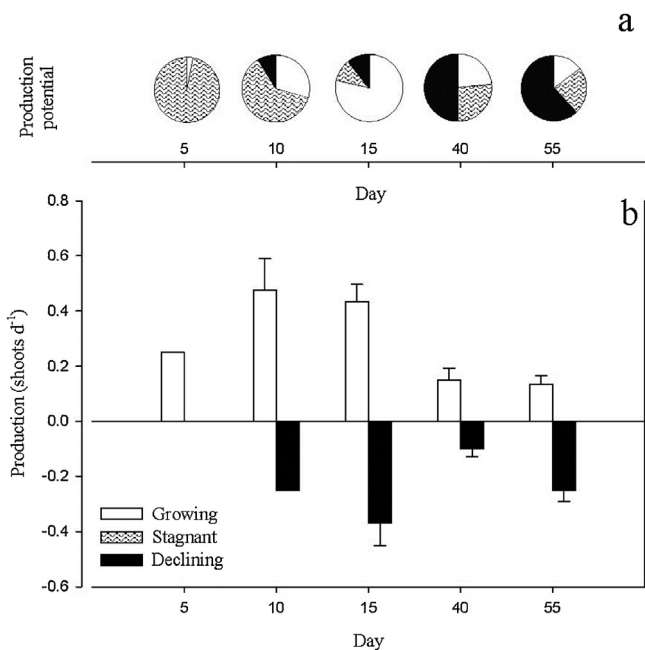 a
Production
potential
5 10 15 40 55
Day
b
Production (shoots d-1)
0.8
0.6
0.4
0.2
0.0
-0.2
-0.4
-0.6
Growing
Stagnant
Declining
5 10 15 40 55
Day